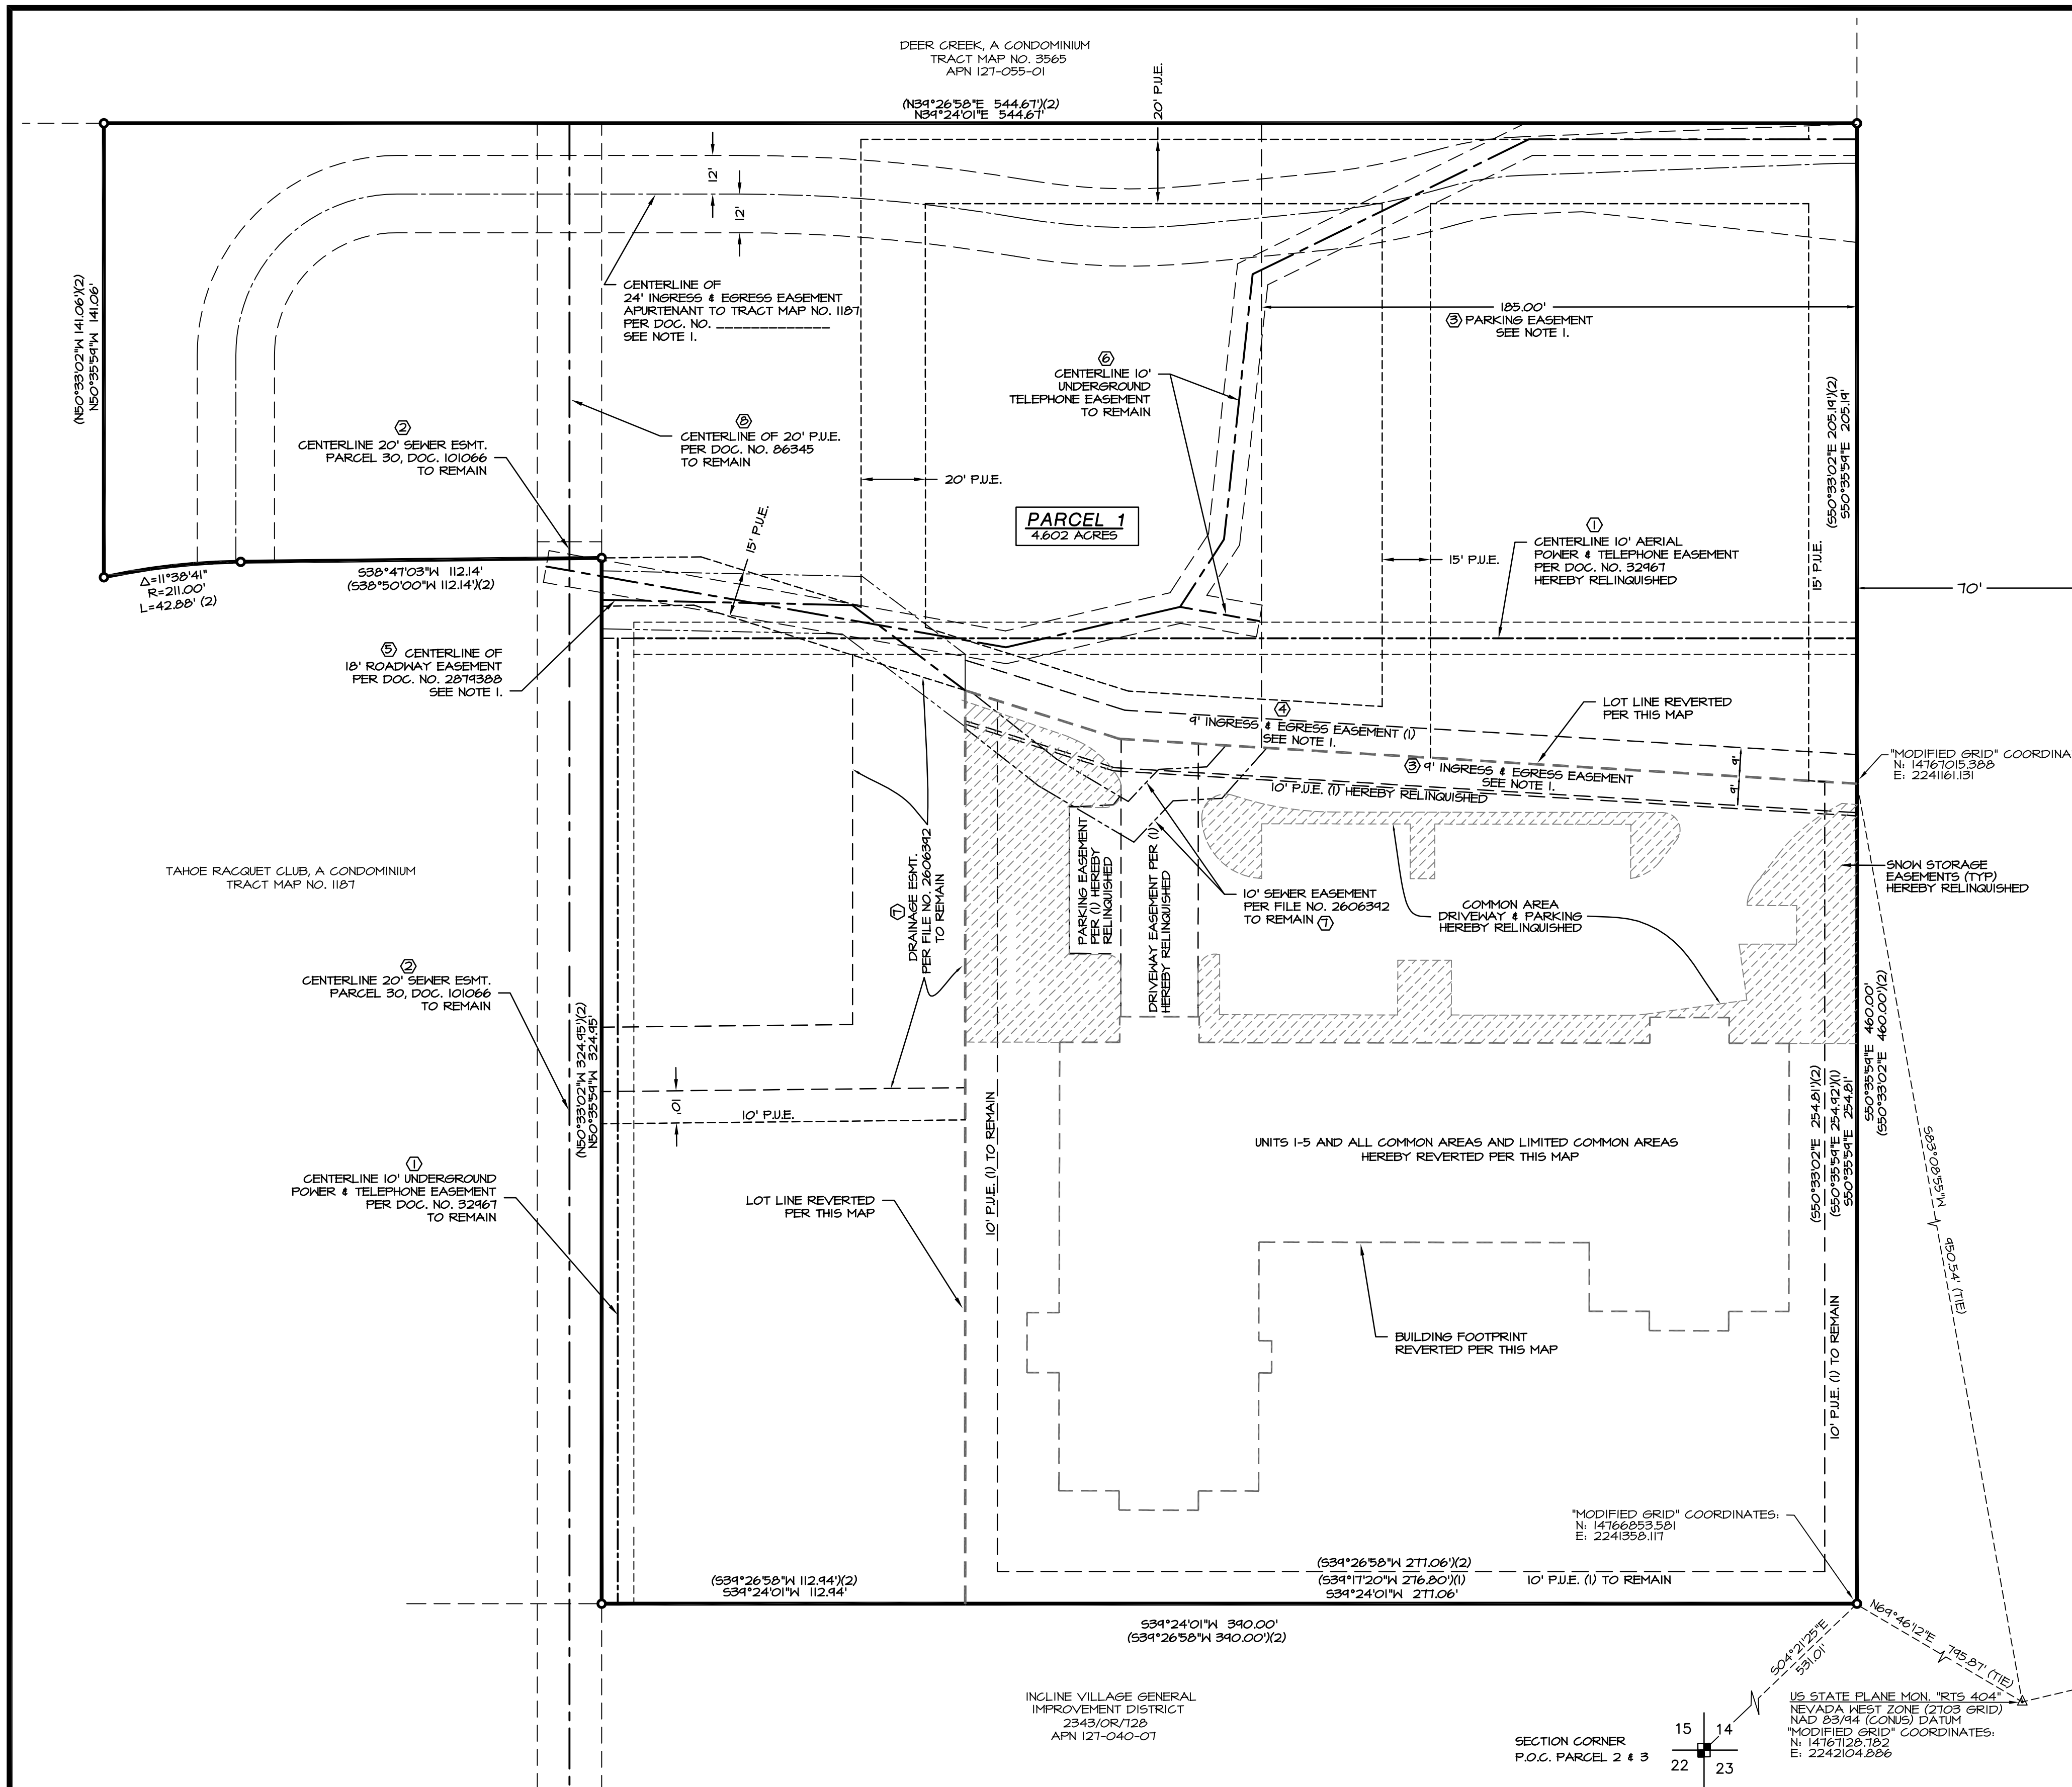 DEER CREEK, A CONDOMINIUM
TRACT MAP NO. 3565
APN 127-055-01
(N39°26'58"E 544.67')(2)
N39°24'01"E 544.67'
20' P.U.E.
12'
12'
(N50°33'02"W 141.06')(2)
N50°35'59"W 141.06'
CENTERLINE OF
24' INGRESS & EGRESS EASEMENT
APURTENANT TO TRACT MAP NO. 1187
PER DOC. NO. _____________
SEE NOTE 1.
185.00'
3 PARKING EASEMENT
SEE NOTE 1.
6
CENTERLINE 10'
UNDERGROUND
TELEPHONE EASEMENT
TO REMAIN
(S50°33'02"E 205.19')(2)
S50°35'59"E 205.19'
2
CENTERLINE 20' SEWER ESMT.
PARCEL 30, DOC. 101066
TO REMAIN
8
CENTERLINE OF 20' P.U.E.
PER DOC. NO. 86345
TO REMAIN
20' P.U.E.
15' P.U.E.
PARCEL 1
4.602 ACRES
1
CENTERLINE 10' AERIAL
POWER & TELEPHONE EASEMENT
PER DOC. NO. 32967
HEREBY RELINQUISHED
15' P.U.E.
15' P.U.E.
70'
Δ=11°38'41"
R=211.00'
L=42.88' (2)
S38°47'03"W 112.14'
(S38°50'00"W 112.14')(2)
5 CENTERLINE OF
18' ROADWAY EASEMENT
PER DOC. NO. 2879388
SEE NOTE 1.
LOT LINE REVERTED
PER THIS MAP
4
9' INGRESS & EGRESS EASEMENT (1)
SEE NOTE 1.
3 9' INGRESS & EGRESS EASEMENT
SEE NOTE 1.
10' P.U.E. (1) HEREBY RELINQUISHED
9'
9'
"MODIFIED GRID" COORDINA
N: 14767015.388
E: 2241161.131
TAHOE RACQUET CLUB, A CONDOMINIUM
TRACT MAP NO. 1187
7
DRAINAGE ESMT.
PER FILE NO. 2606392
TO REMAIN
PARKING EASEMENT
PER (1) HEREBY
RELINQUISHED
DRIVEWAY EASEMENT PER (1)
HEREBY RELINQUISHED
10' SEWER EASEMENT
PER FILE NO. 2606392
TO REMAIN 7
COMMON AREA
DRIVEWAY & PARKING
HEREBY RELINQUISHED
SNOW STORAGE
EASEMENTS (TYP)
HEREBY RELINQUISHED
2
CENTERLINE 20' SEWER ESMT.
PARCEL 30, DOC. 101066
TO REMAIN
(N50°33'02"W 324.95')(2)
N50°35'59"W 324.95'
10'
10' P.U.E.
10' P.U.E. (1) TO REMAIN
UNITS 1-5 AND ALL COMMON AREAS AND LIMITED COMMON AREAS
HEREBY REVERTED PER THIS MAP
(S50°33'02"E 254.81')(2)
(S50°35'59"E 254.92')(1)
S50°35'59"E 254.81'
S50°35'59"E 460.00'
(S50°33'02"E 460.00')(2)
S83°08'55"W
950.54' (TIE)
1
CENTERLINE 10' UNDERGROUND
POWER & TELEPHONE EASEMENT
PER DOC. NO. 32967
TO REMAIN
LOT LINE REVERTED
PER THIS MAP
BUILDING FOOTPRINT
REVERTED PER THIS MAP
10' P.U.E. (1) TO REMAIN
"MODIFIED GRID" COORDINATES:
N: 14766853.581
E: 2241358.117
(S39°26'58"W 112.94')(2)
S39°24'01"W 112.94'
(S39°26'58"W 277.06')(2)
(S39°17'20"W 276.80')(1)
S39°24'01"W 277.06'
10' P.U.E. (1) TO REMAIN
S39°24'01"W 390.00'
(S39°26'58"W 390.00')(2)
N69°46'12"E 795.87' (TIE)
S04°21'25"E
531.01'
INCLINE VILLAGE GENERAL
IMPROVEMENT DISTRICT
2343/OR/728
APN 127-040-07
SECTION CORNER
P.O.C. PARCEL 2 & 3
15 14
22 23
US STATE PLANE MON. "RTS 404"
NEVADA WEST ZONE (2703 GRID)
NAD 83/94 (CONUS) DATUM
"MODIFIED GRID" COORDINATES:
N: 14767128.782
E: 2242104.886